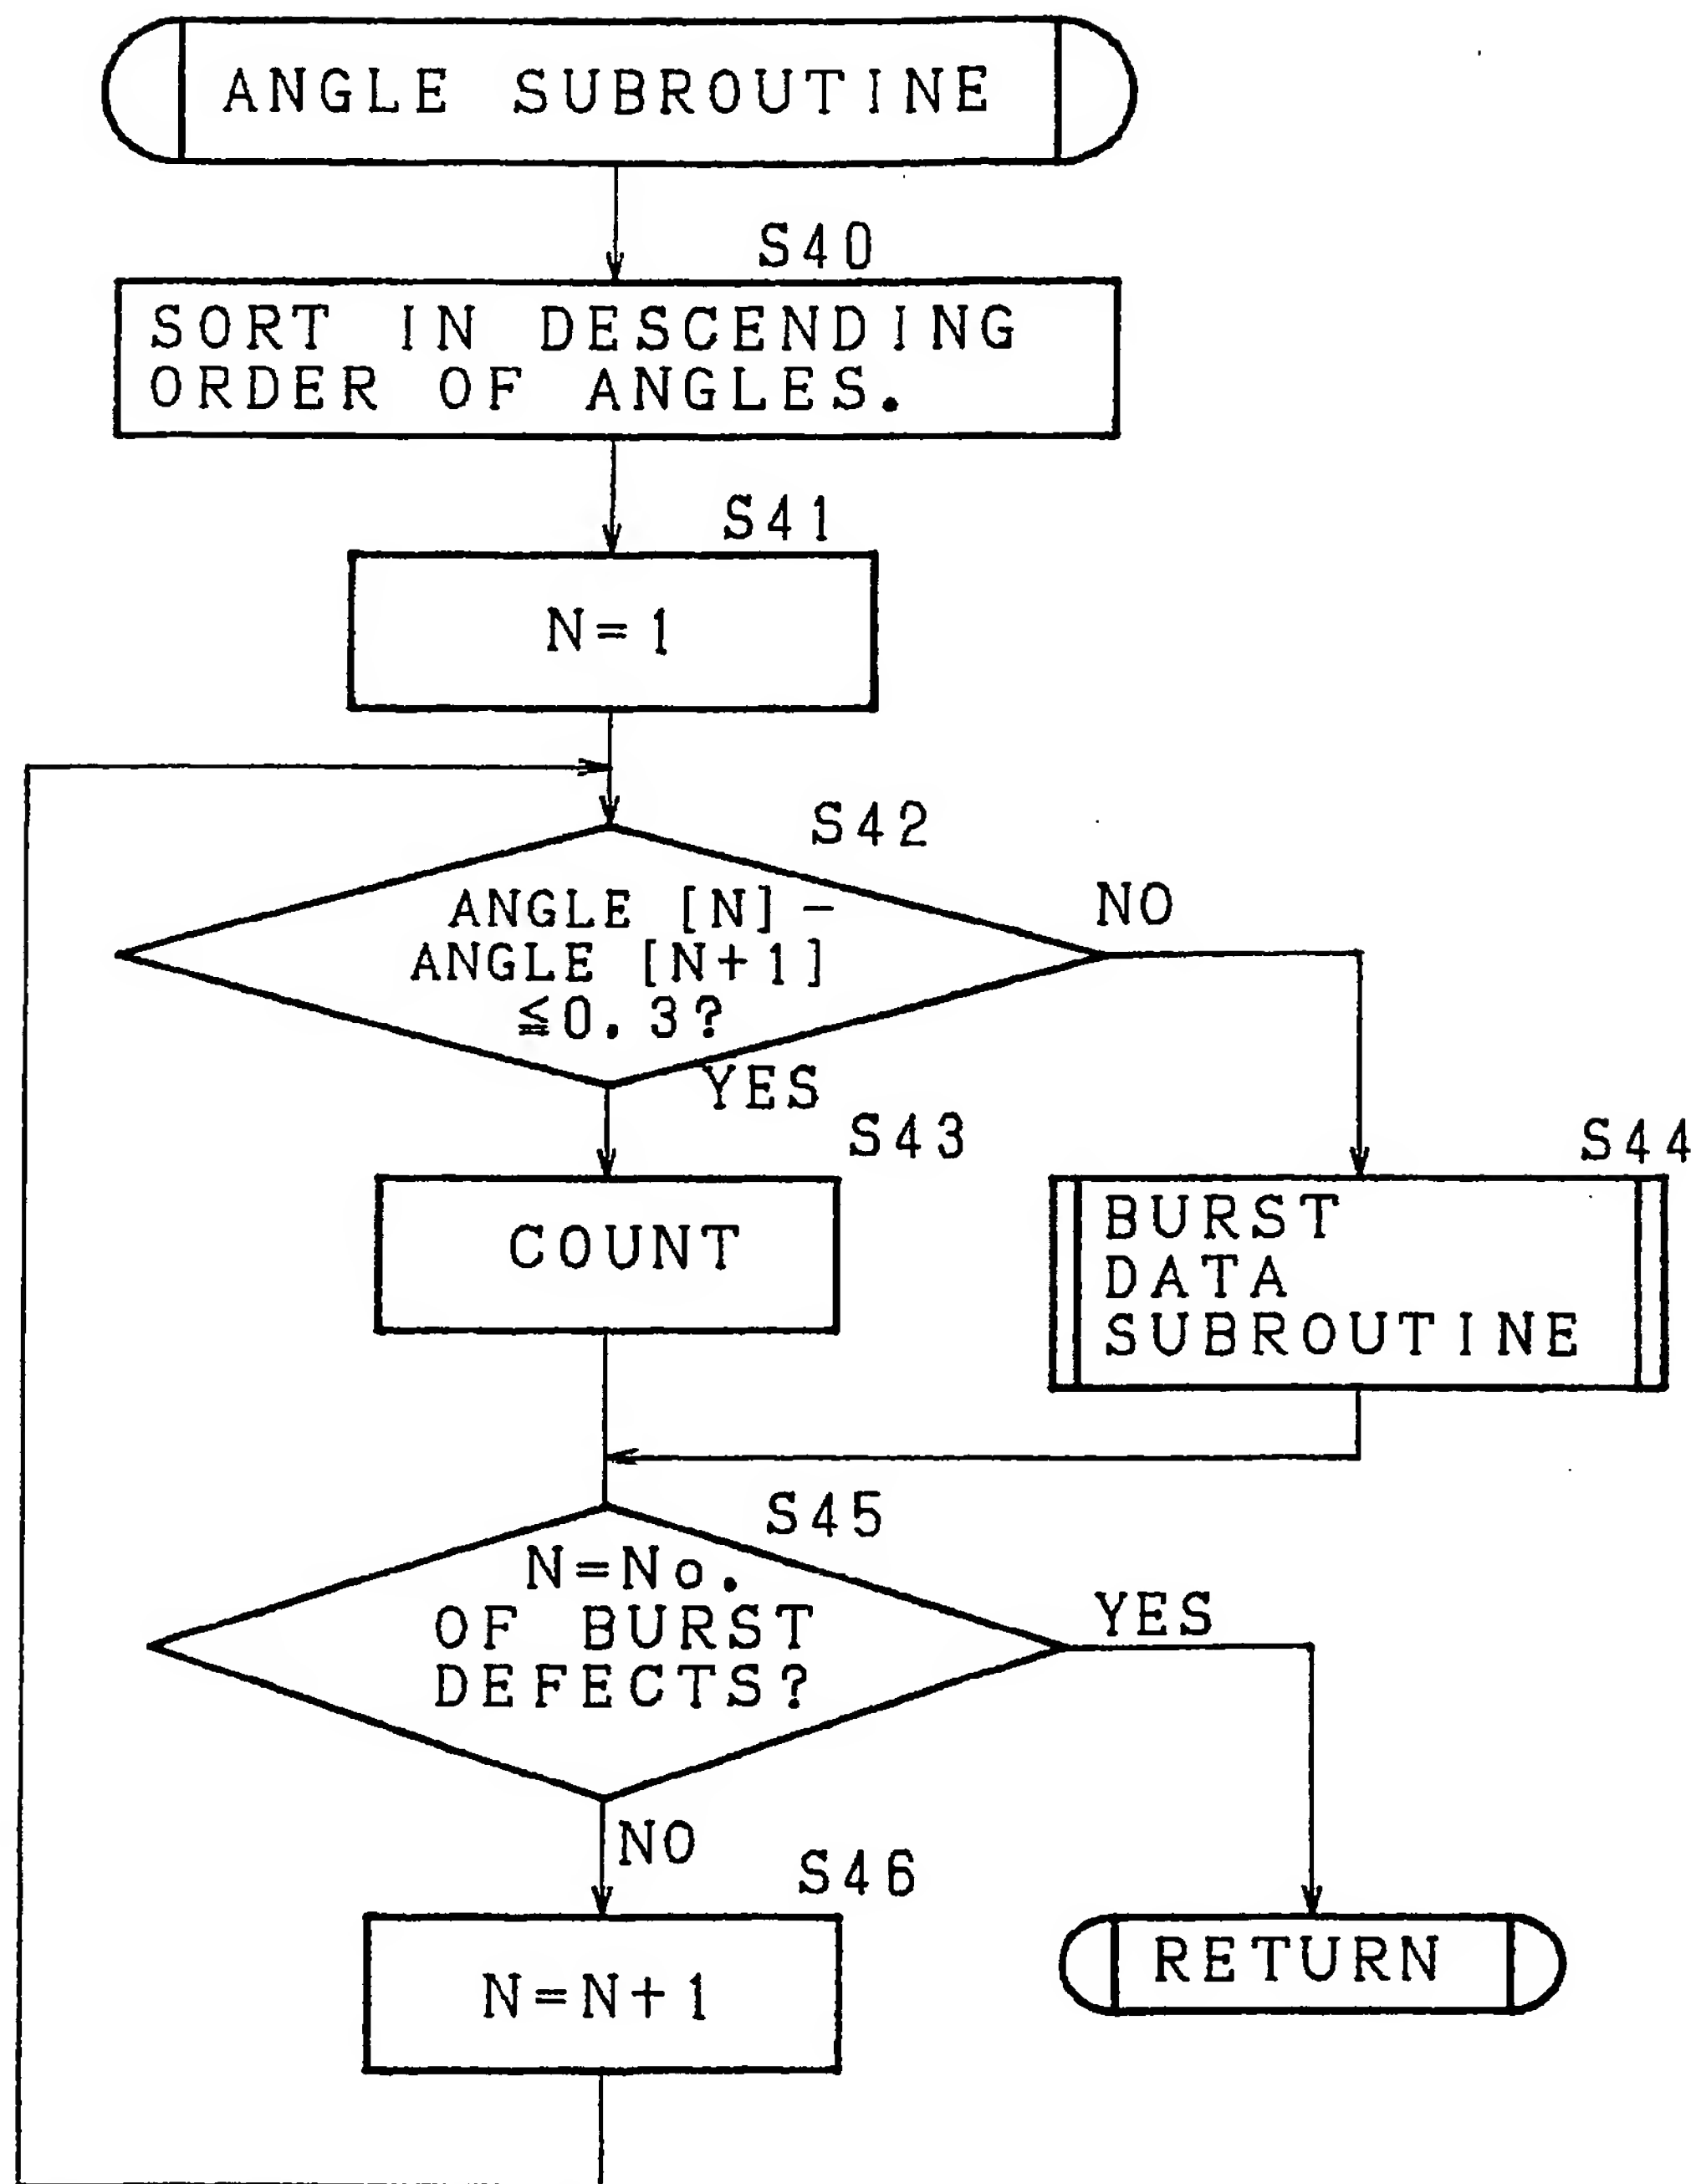 ANGLE SUBROUTINE
S40
SORT IN DESCENDING
ORDER OF ANGLES.
S41
N=1
S42
ANGLE [N]-
ANGLE [N+1]
≦0.3?
NO
YES
S43
S44
COUNT
BURST
DATA
SUBROUTINE
S45
N=No.
OF BURST
DEFECTS?
YES
NO
S46
N=N+1
RETURN